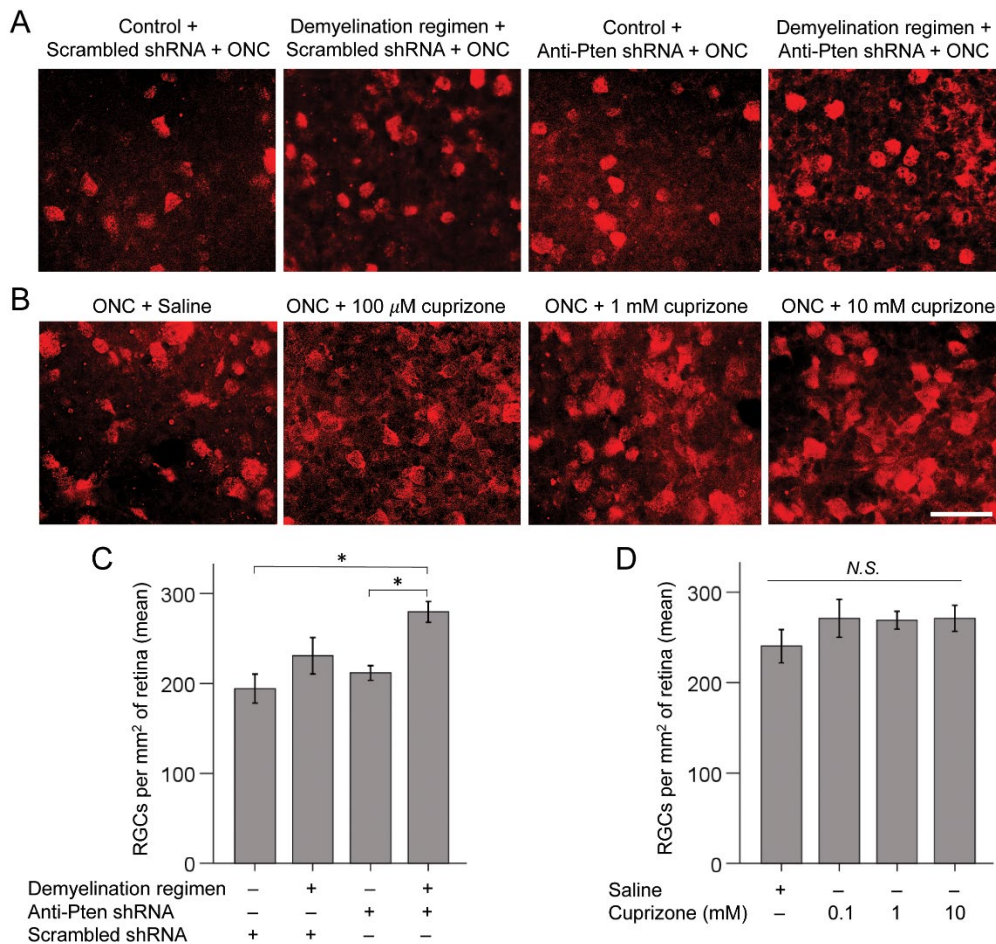 A
Control +
Scrambled shRNA + ONC
Demyelination regimen +
Scrambled shRNA + ONC
Control +
Anti-Pten shRNA + ONC
Demyelination regimen +
Anti-Pten shRNA + ONC
B
ONC + Saline
ONC + 100 μM cuprizone
ONC + 1 mM cuprizone
ONC + 10 mM cuprizone
C
RGCs per mm² of retina (mean)
300
200
100
0
*
*
Demyelination regimen – + – +
Anti-Pten shRNA – – + +
Scrambled shRNA + + – –
D
RGCs per mm² of retina (mean)
300
200
100
0
N.S.
Saline + – – –
Cuprizone (mM) – 0.1 1 10